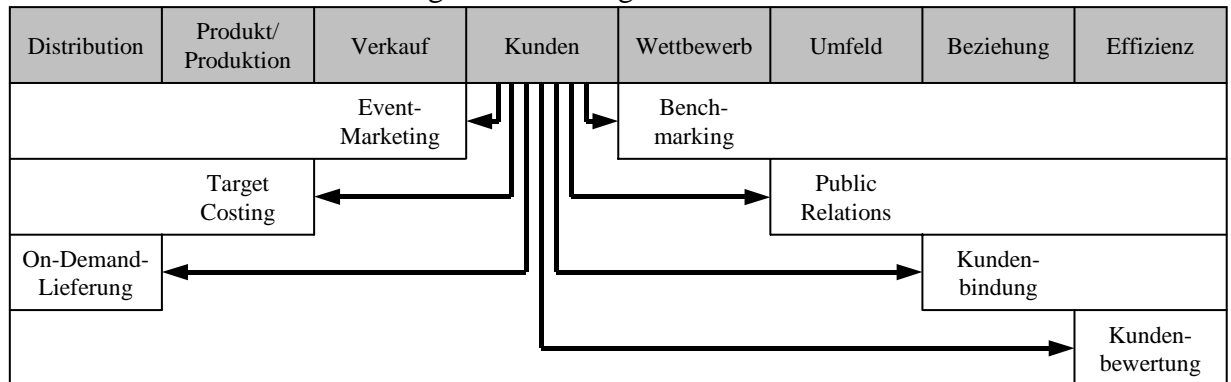 Distribution
Produkt/
Produktion
Verkauf
Kunden
Wettbewerb
Umfeld
Beziehung
Effizienz
Event-
Marketing
Bench-
marking
Target
Costing
Public
Relations
On-Demand-
Lieferung
Kunden-
bindung
Kunden-
bewertung